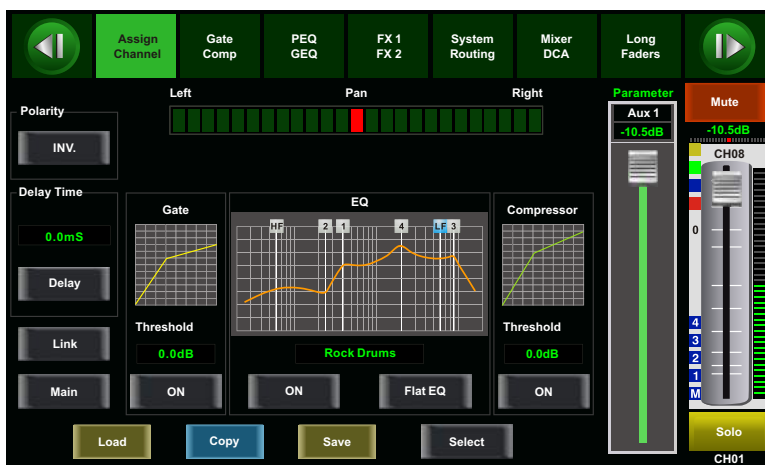 Assign Channel
Gate Comp
PEQ GEQ
FX 1 FX 2
System Routing
Mixer DCA
Long Faders
Left
Pan
Right
Parameter
Mute
Polarity
INV.
Aux 1
-10.5dB
-10.5dB
CH08
Delay Time
0.0mS
Delay
Gate
EQ
Compressor
HF
2
1
4
LF
3
0
Threshold
0.0dB
ON
Rock Drums
ON
Flat EQ
Threshold
0.0dB
ON
Link
Main
4
3
2
1
M
Load
Copy
Save
Select
Solo
CH01